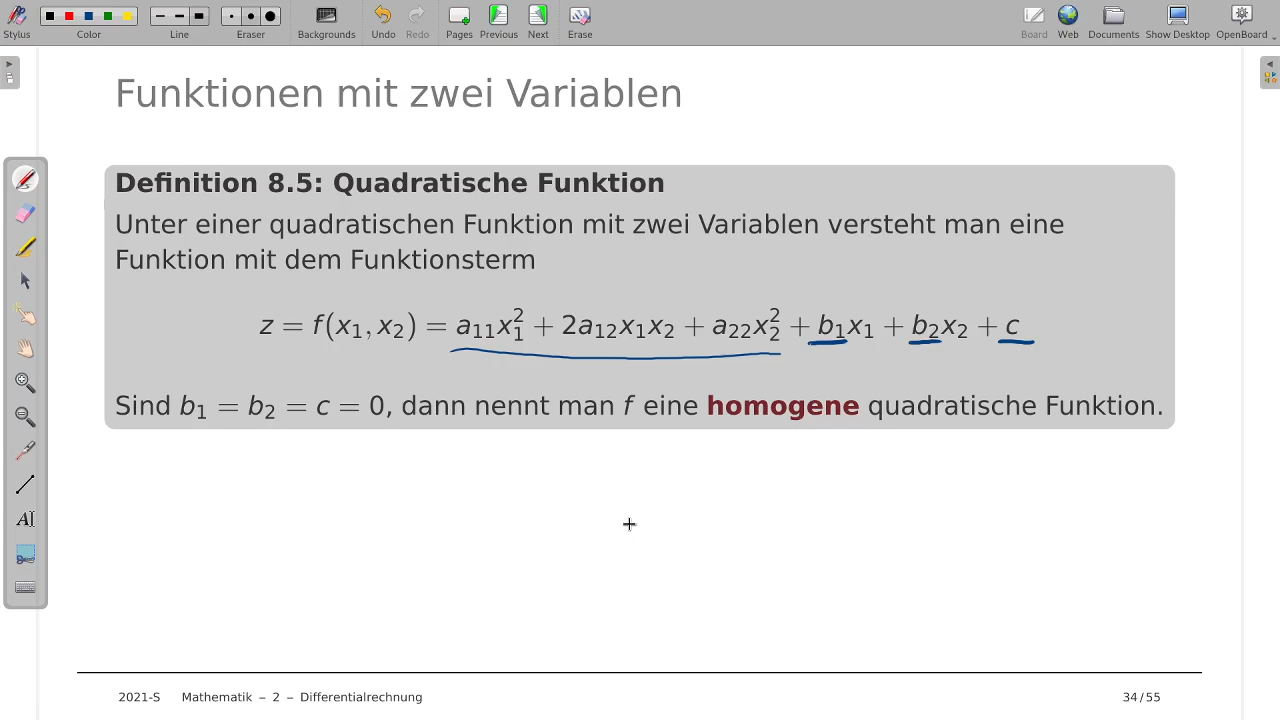 Stylus Color Line Eraser Backgrounds Undo Redo Pages Previous Next Erase Board Web Documents Show Desktop OpenBoard
Funktionen mit zwei Variablen
Definition 8.5: Quadratische Funktion
Unter einer quadratischen Funktion mit zwei Variablen versteht man eine
Funktion mit dem Funktionsterm
z = f(x₁, x₂) = a₁₁x₁² + 2a₁₂x₁x₂ + a₂₂x₂² + b₁x₁ + b₂x₂ + c
Sind b₁ = b₂ = c = 0, dann nennt man f eine homogene quadratische Funktion.
2021-S Mathematik – 2 – Differentialrechnung 34/55